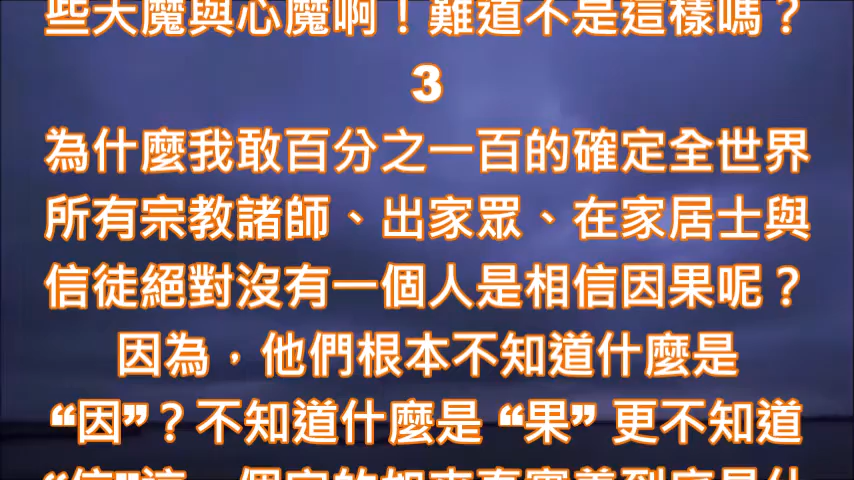 些大魔與心魔啊！難道不是這樣嗎？
3
為什麼我敢百分之一百的確定全世界
所有宗教諸師、出家眾、在家居士與
信徒絕對沒有一個人是相信因果呢？
因為，他們根本不知道什麼是
“因”？不知道什麼是 “果” 更不知道